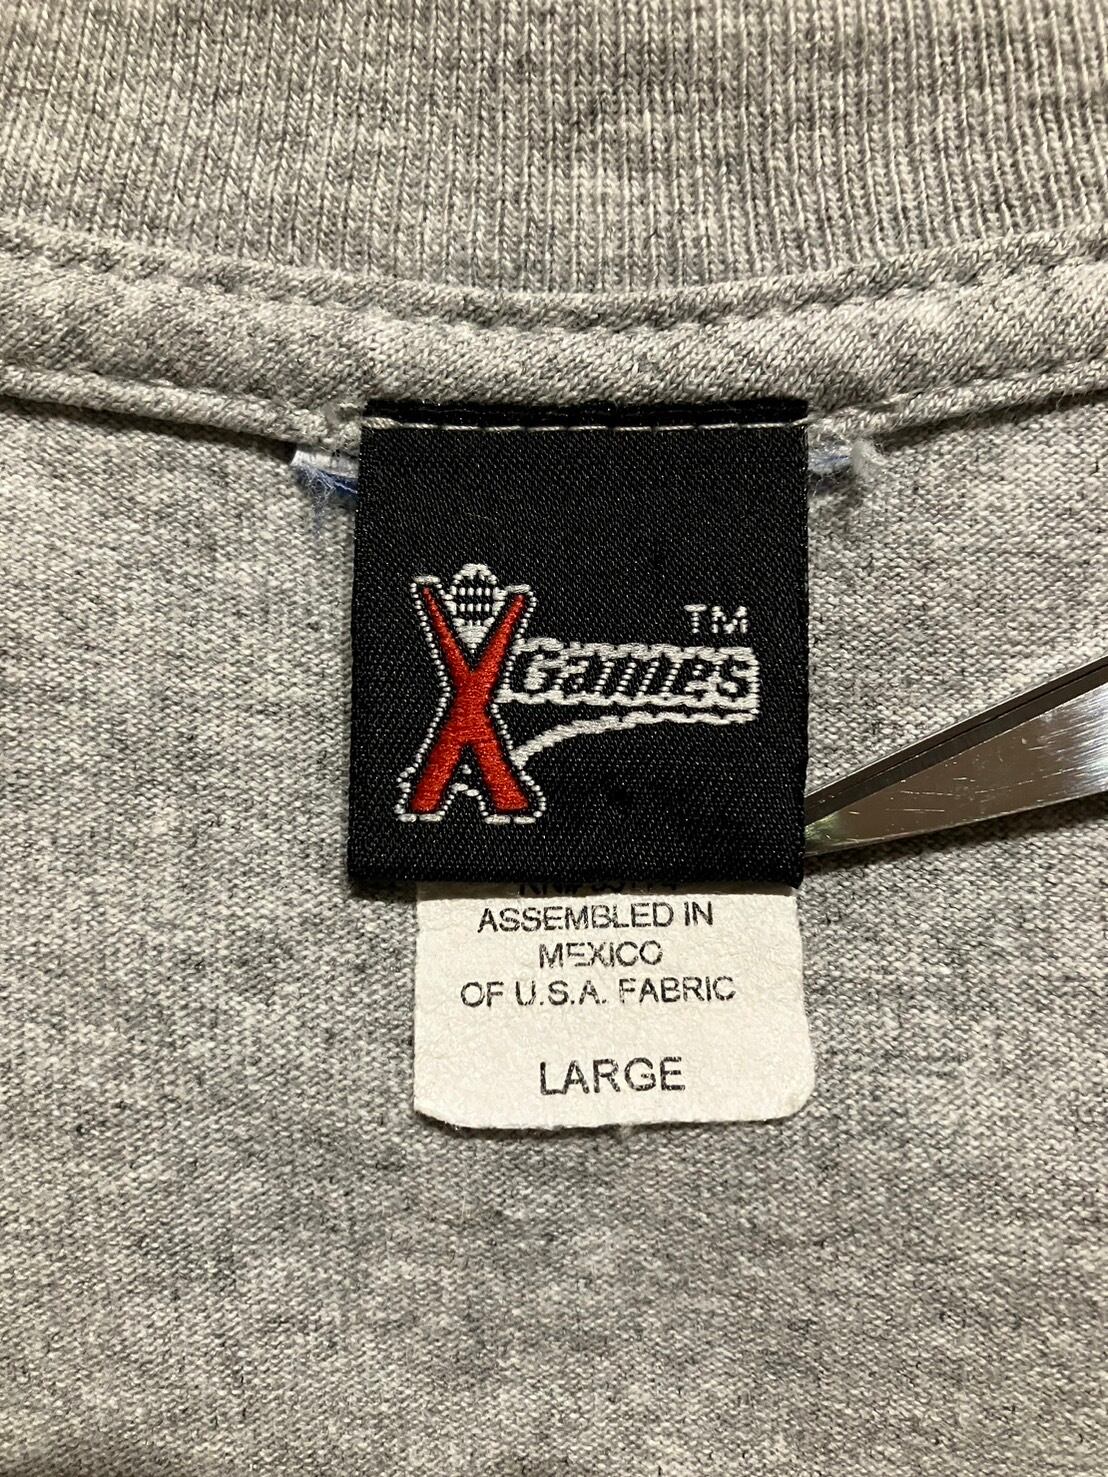 TM
X Games
ASSEMBLED IN
MEXICO
OF U.S.A. FABRIC
LARGE